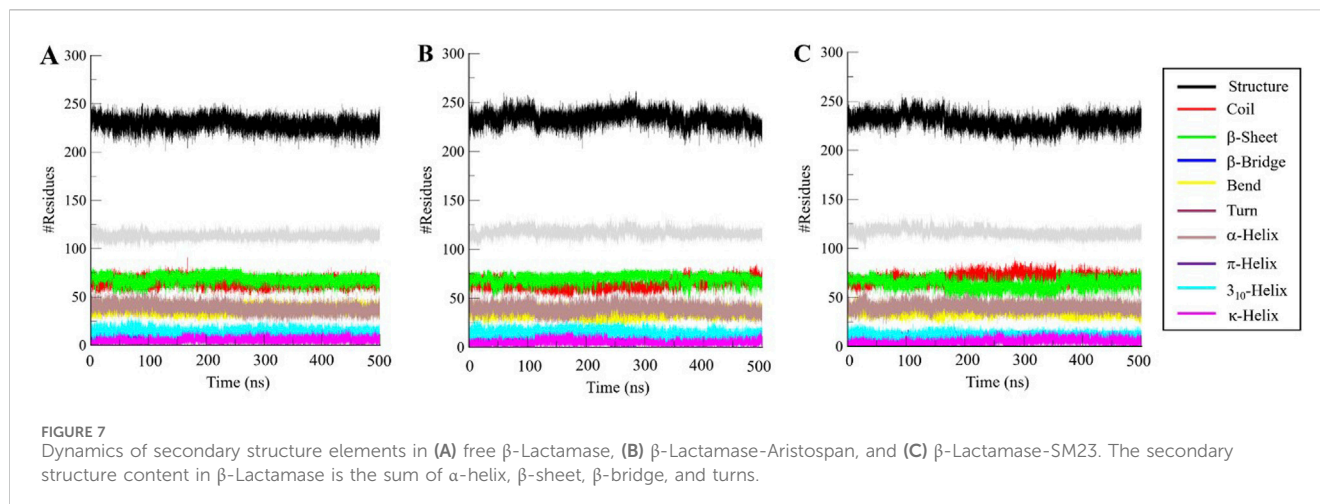 A
300
250
200
150
100
50
0
#Residues
0 100 200 300 400 500
Time (ns)
B
300
250
200
150
100
50
0
#Residues
0 100 200 300 400 500
Time (ns)
C
300
250
200
150
100
50
0
#Residues
0 100 200 300 400 500
Time (ns)
Structure
Coil
β-Sheet
β-Bridge
Bend
Turn
α-Helix
π-Helix
3₁₀-Helix
κ-Helix
FIGURE 7
Dynamics of secondary structure elements in (A) free β-Lactamase, (B) β-Lactamase-Aristospan, and (C) β-Lactamase-SM23. The secondary
structure content in β-Lactamase is the sum of α-helix, β-sheet, β-bridge, and turns.